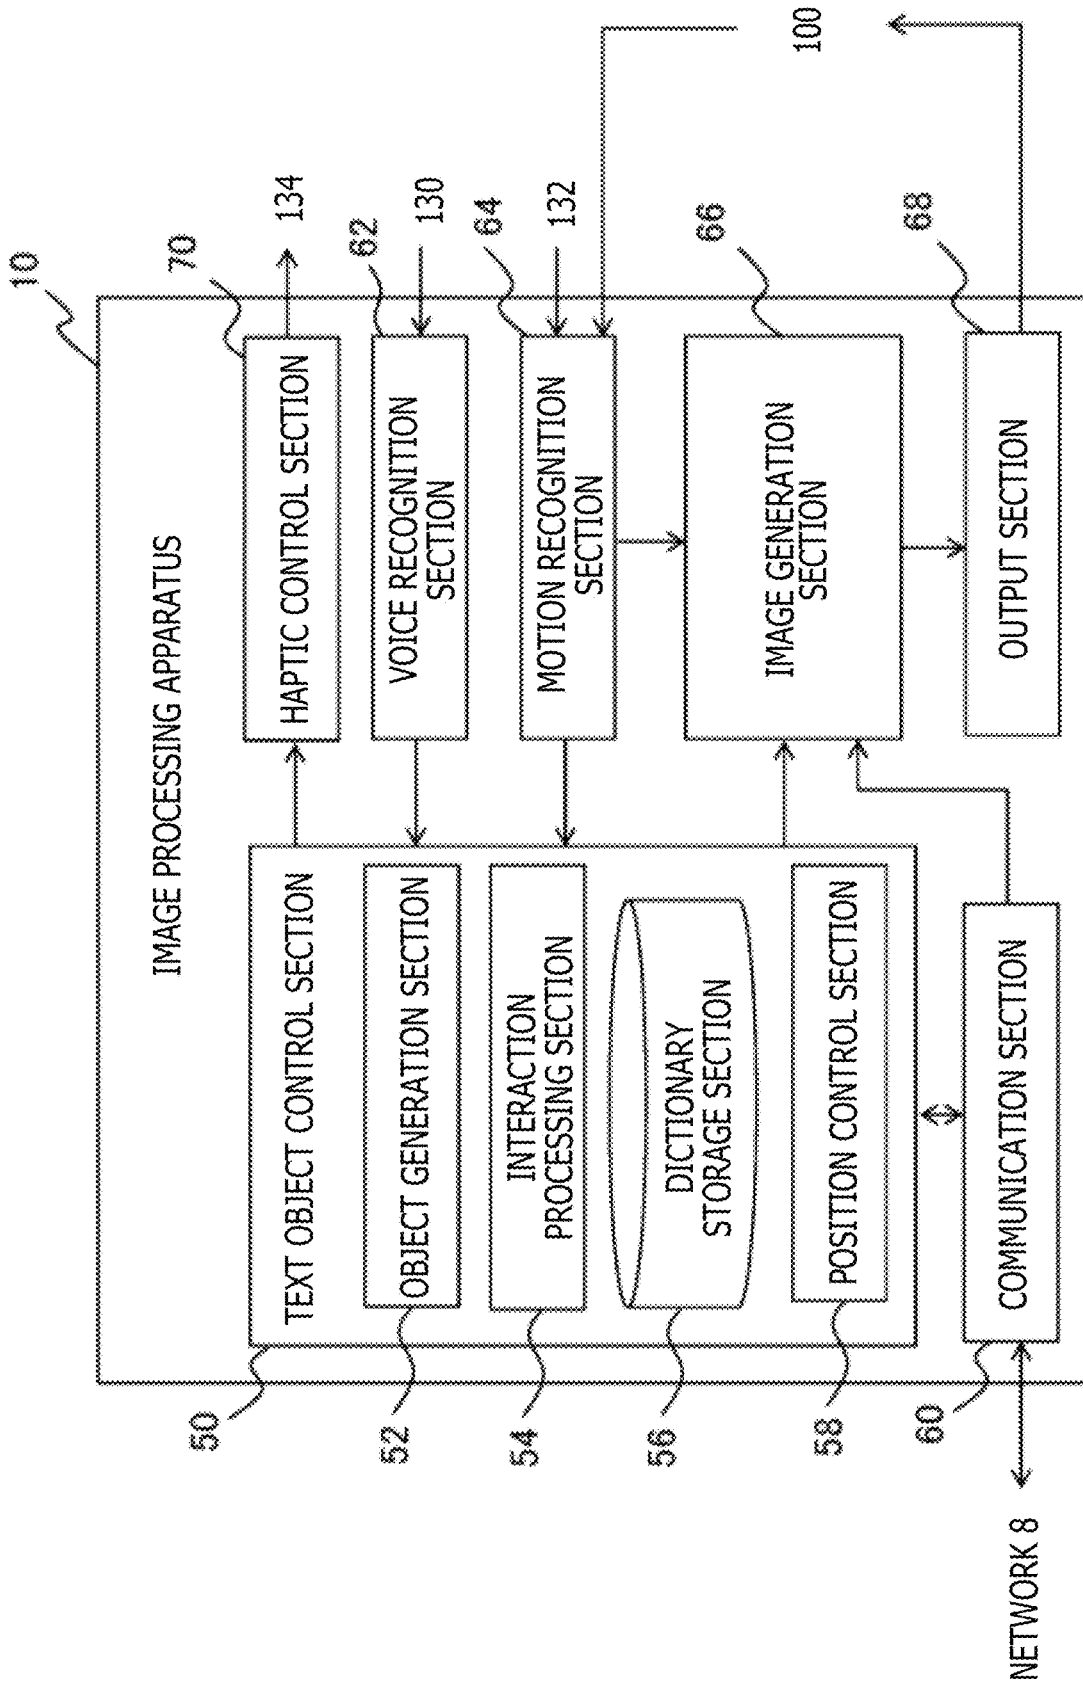 10
IMAGE PROCESSING APPARATUS
50
TEXT OBJECT CONTROL SECTION
70
HAPTIC CONTROL SECTION
134
52
OBJECT GENERATION SECTION
62
VOICE RECOGNITION
SECTION
130
54
INTERACTION
PROCESSING SECTION
64
MOTION RECOGNITION
SECTION
132
56
DICTIONARY
STORAGE SECTION
66
IMAGE GENERATION
SECTION
100
58
POSITION CONTROL SECTION
60
COMMUNICATION SECTION
68
OUTPUT SECTION
NETWORK 8